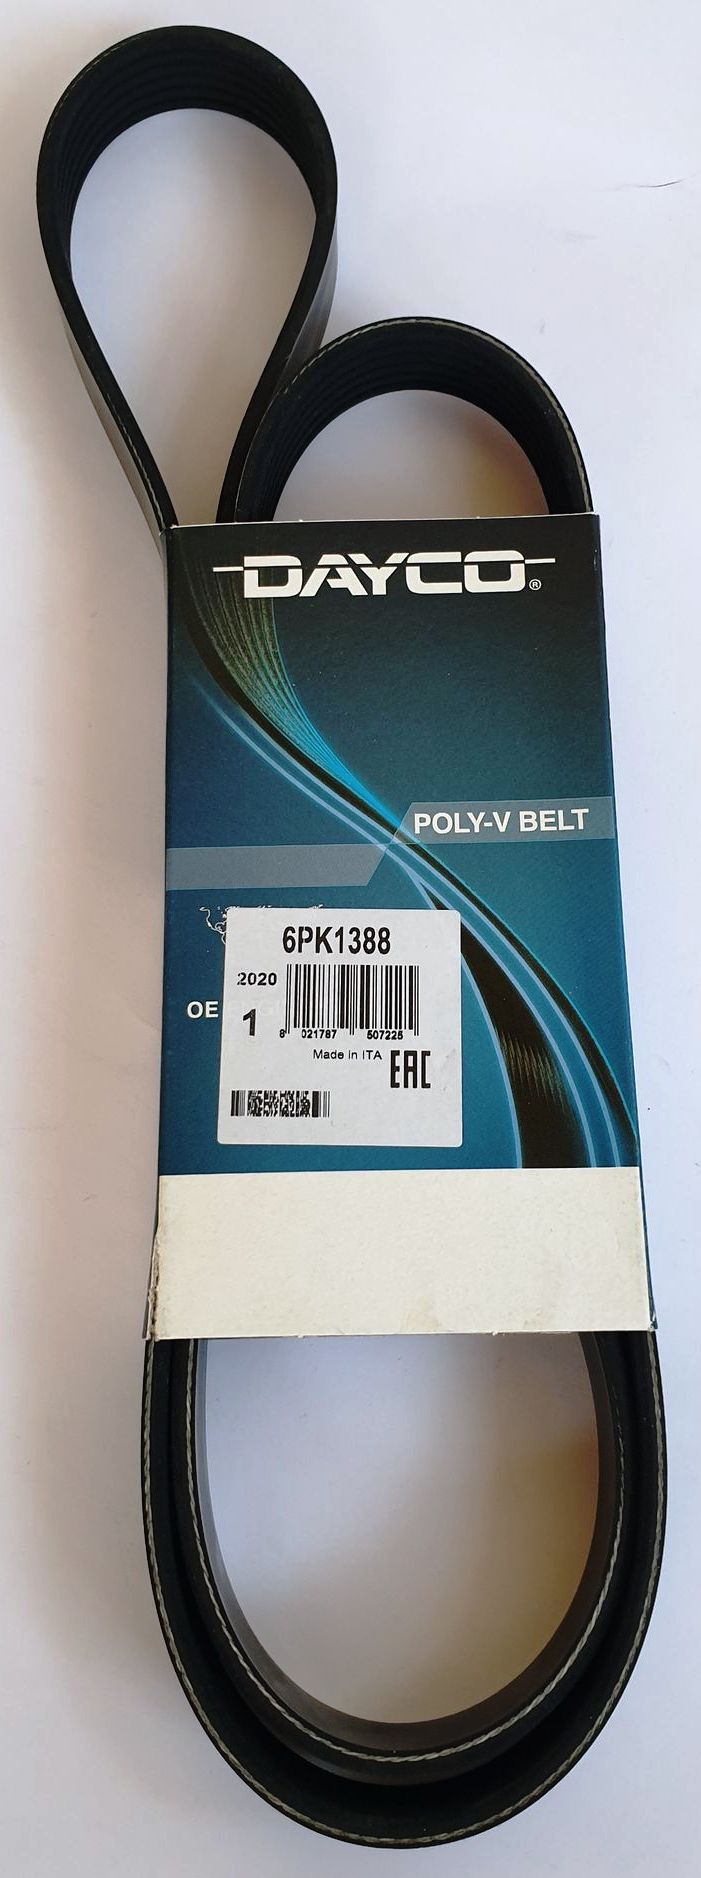 DAYCO®
POLY-V BELT
6PK1388
2020
OE
1
8 021787 507225
Made in ITA
EAC